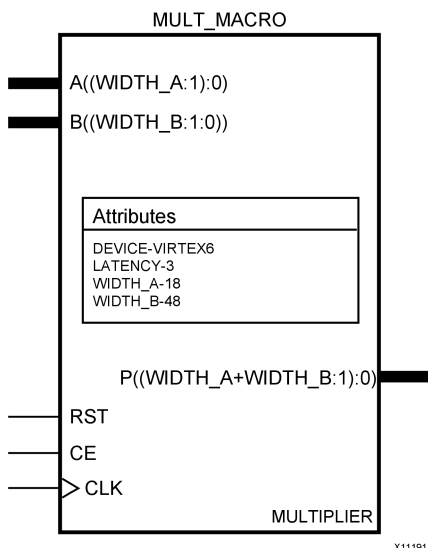 MULT_MACRO
A((WIDTH_A:1):0)
B((WIDTH_B:1:0))
Attributes
DEVICE-VIRTEX6
LATENCY-3
WIDTH_A-18
WIDTH_B-48
P((WIDTH_A+WIDTH_B:1):0)
RST
CE
CLK
MULTIPLIER
X11191